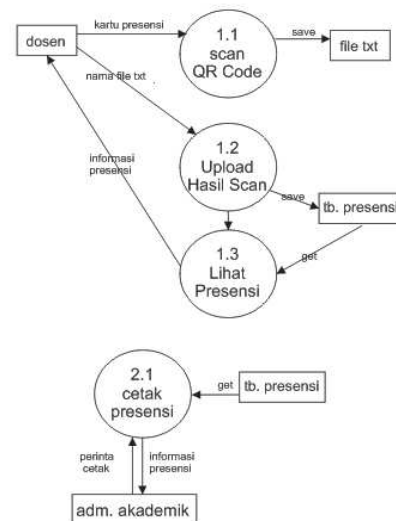 kartu presensi
dosen
1.1
scan
QR Code
save
file txt
nama file txt
1.2
Upload
Hasil Scan
informasi
presensi
save
tb. presensi
get
1.3
Lihat
Presensi
2.1
cetak
presensi
get
tb. presensi
perinta
cetak
informasi
presensi
adm. akademik